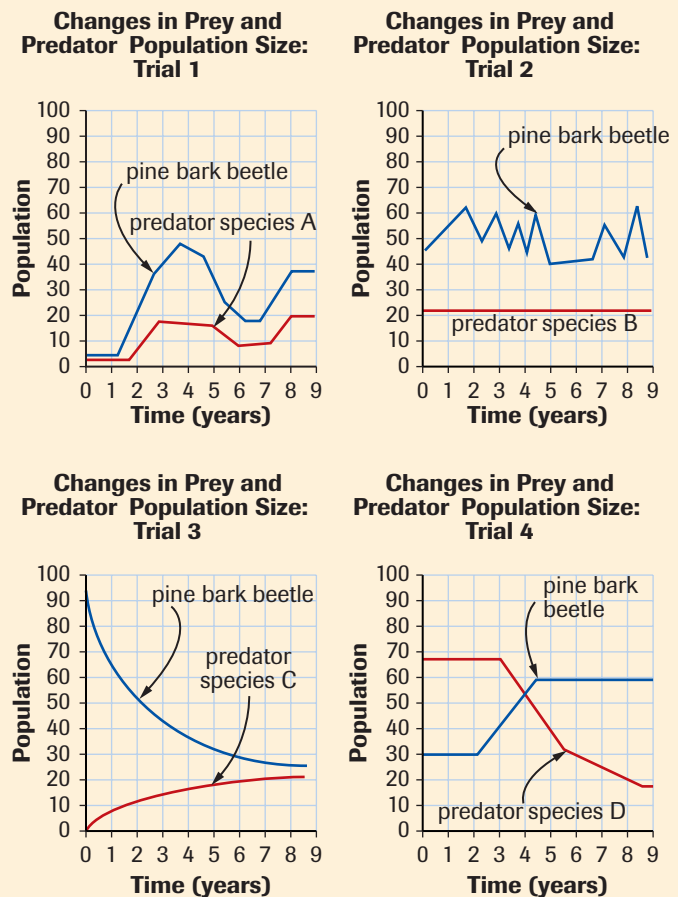 Changes in Prey and
Predator Population Size:
Trial 1
100
90
80
70
60
50
40
30
20
10
0
Population
pine bark beetle
predator species A
0 1 2 3 4 5 6 7 8 9
Time (years)
Changes in Prey and
Predator Population Size:
Trial 2
100
90
80
70
60
50
40
30
20
10
0
Population
pine bark beetle
predator species B
0 1 2 3 4 5 6 7 8 9
Time (years)
Changes in Prey and
Predator Population Size:
Trial 3
100
90
80
70
60
50
40
30
20
10
0
Population
pine bark beetle
predator
species C
0 1 2 3 4 5 6 7 8 9
Time (years)
Changes in Prey and
Predator Population Size:
Trial 4
100
90
80
70
60
50
40
30
20
10
0
Population
pine bark
beetle
predator species D
0 1 2 3 4 5 6 7 8 9
Time (years)